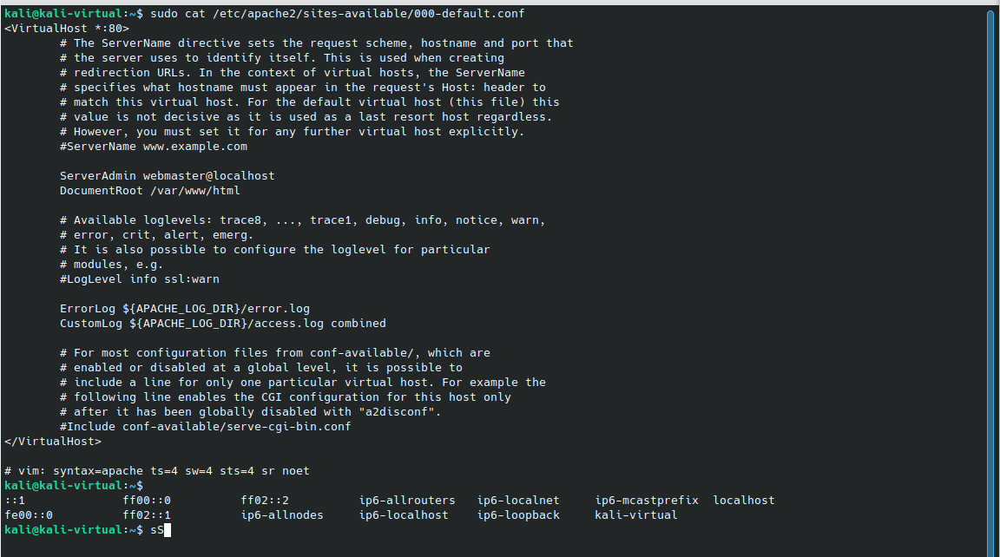 kali@kali-virtual:~$ sudo cat /etc/apache2/sites-available/000-default.conf
<VirtualHost *:80>
        # The ServerName directive sets the request scheme, hostname and port that
        # the server uses to identify itself. This is used when creating
        # redirection URLs. In the context of virtual hosts, the ServerName
        # specifies what hostname must appear in the request's Host: header to
        # match this virtual host. For the default virtual host (this file) this
        # value is not decisive as it is used as a last resort host regardless.
        # However, you must set it for any further virtual host explicitly.
        #ServerName www.example.com

        ServerAdmin webmaster@localhost
        DocumentRoot /var/www/html

        # Available loglevels: trace8, ..., trace1, debug, info, notice, warn,
        # error, crit, alert, emerg.
        # It is also possible to configure the loglevel for particular
        # modules, e.g.
        #LogLevel info ssl:warn

        ErrorLog ${APACHE_LOG_DIR}/error.log
        CustomLog ${APACHE_LOG_DIR}/access.log combined

        # For most configuration files from conf-available/, which are
        # enabled or disabled at a global level, it is possible to
        # include a line for only one particular virtual host. For example the
        # following line enables the CGI configuration for this host only
        # after it has been globally disabled with "a2disconf".
        #Include conf-available/serve-cgi-bin.conf
</VirtualHost>

# vim: syntax=apache ts=4 sw=4 sts=4 sr noet
kali@kali-virtual:~$
::1              ff00::0          ff02::2          ip6-allrouters   ip6-localnet     ip6-mcastprefix  localhost
fe00::0          ff02::1          ip6-allnodes     ip6-localhost    ip6-loopback     kali-virtual
kali@kali-virtual:~$ sS